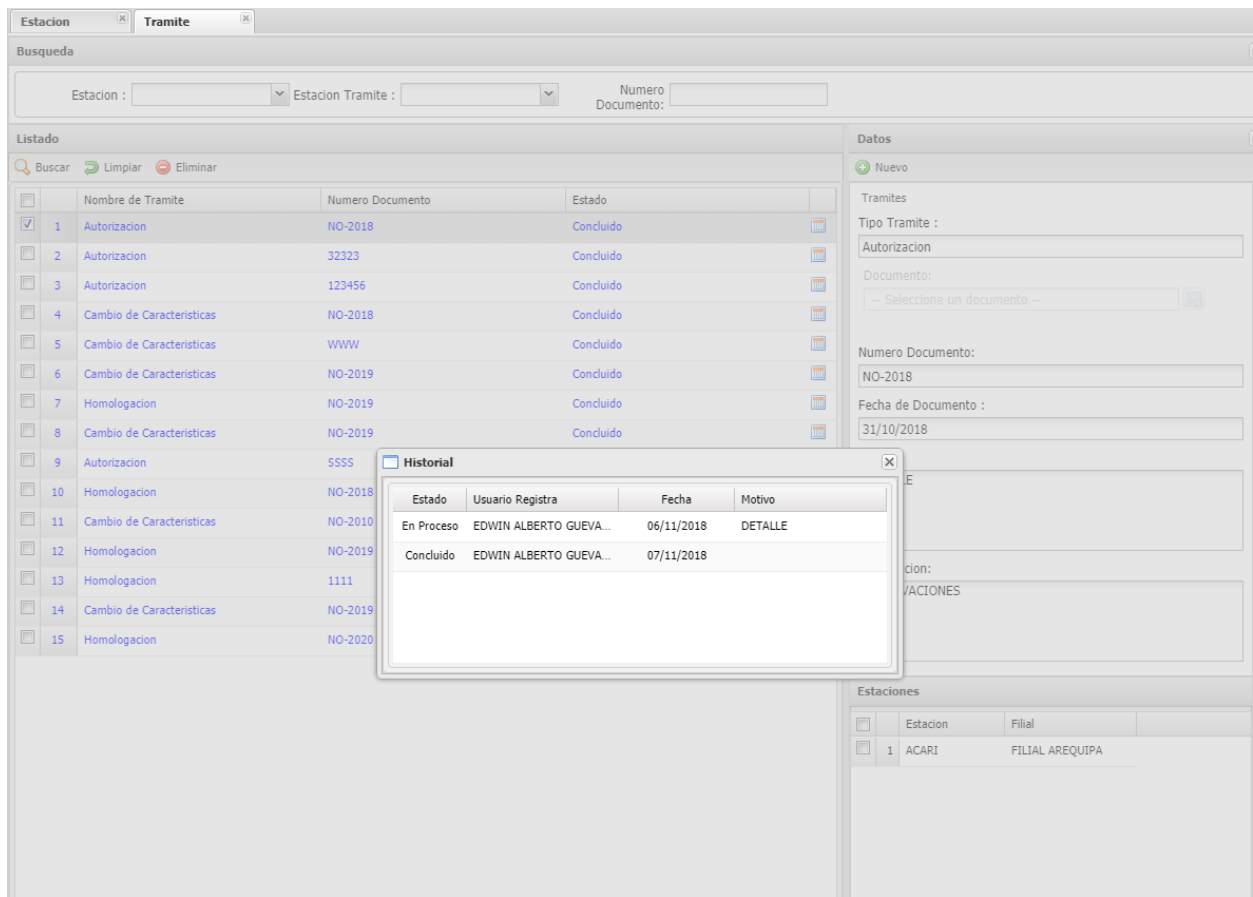 Estacion Tramite
Busqueda
Estacion : Estacion Tramite : Numero Documento:
Listado
Buscar Limpiar Eliminar
Nombre de Tramite Numero Documento Estado
1 Autorizacion NO-2018 Concluido
2 Autorizacion 32323 Concluido
3 Autorizacion 123456 Concluido
4 Cambio de Caracteristicas NO-2018 Concluido
5 Cambio de Caracteristicas WWW Concluido
6 Cambio de Caracteristicas NO-2019 Concluido
7 Homologacion NO-2019 Concluido
8 Cambio de Caracteristicas NO-2019 Concluido
9 Autorizacion SSSS
10 Homologacion NO-2018
11 Cambio de Caracteristicas NO-2010
12 Homologacion NO-2019
13 Homologacion 1111
14 Cambio de Caracteristicas NO-2019
15 Homologacion NO-2020
Historial
Estado Usuario Registra Fecha Motivo
En Proceso EDWIN ALBERTO GUEVA... 06/11/2018 DETALLE
Concluido EDWIN ALBERTO GUEVA... 07/11/2018
Datos
Nuevo
Tramites
Tipo Tramite :
Autorizacion
Documento:
-- Seleccione un documento --
Numero Documento:
NO-2018
Fecha de Documento :
31/10/2018
E
cion:
VACIONES
Estaciones
Estacion Filial
1 ACARI FILIAL AREQUIPA